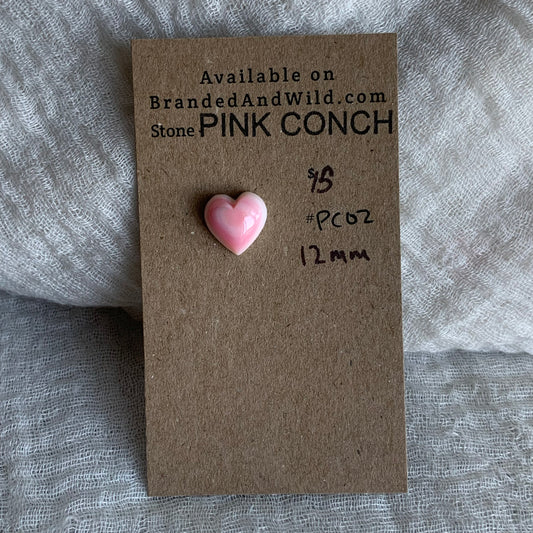 Available on
BrandedAndWild.com
Stone PINK CONCH
$15
#PC02
12mm